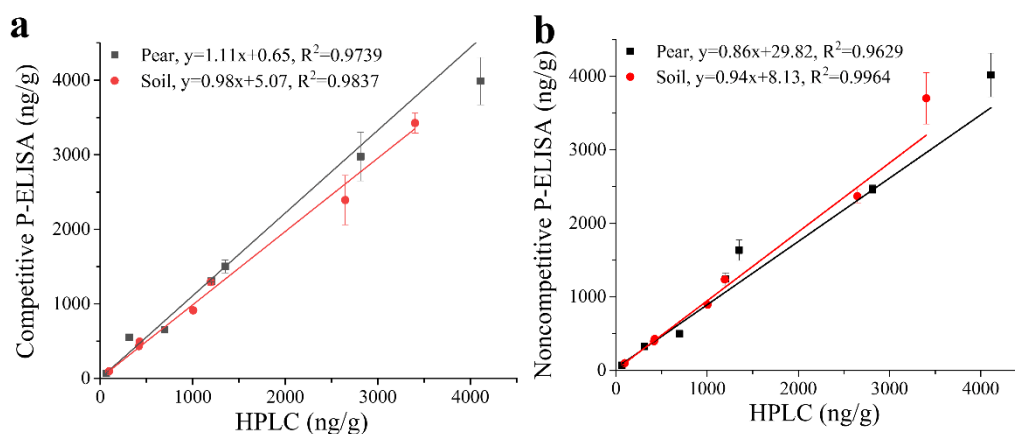 a
Pear, y=1.11x+0.65, R²=0.9739
Soil, y=0.98x+5.07, R²=0.9837
Competitive P-ELISA (ng/g)
4000
3000
2000
1000
0
0 1000 2000 3000 4000
HPLC (ng/g)
b
Pear, y=0.86x+29.82, R²=0.9629
Soil, y=0.94x+8.13, R²=0.9964
Noncompetitive P-ELISA (ng/g)
4000
3000
2000
1000
0
0 1000 2000 3000 4000
HPLC (ng/g)